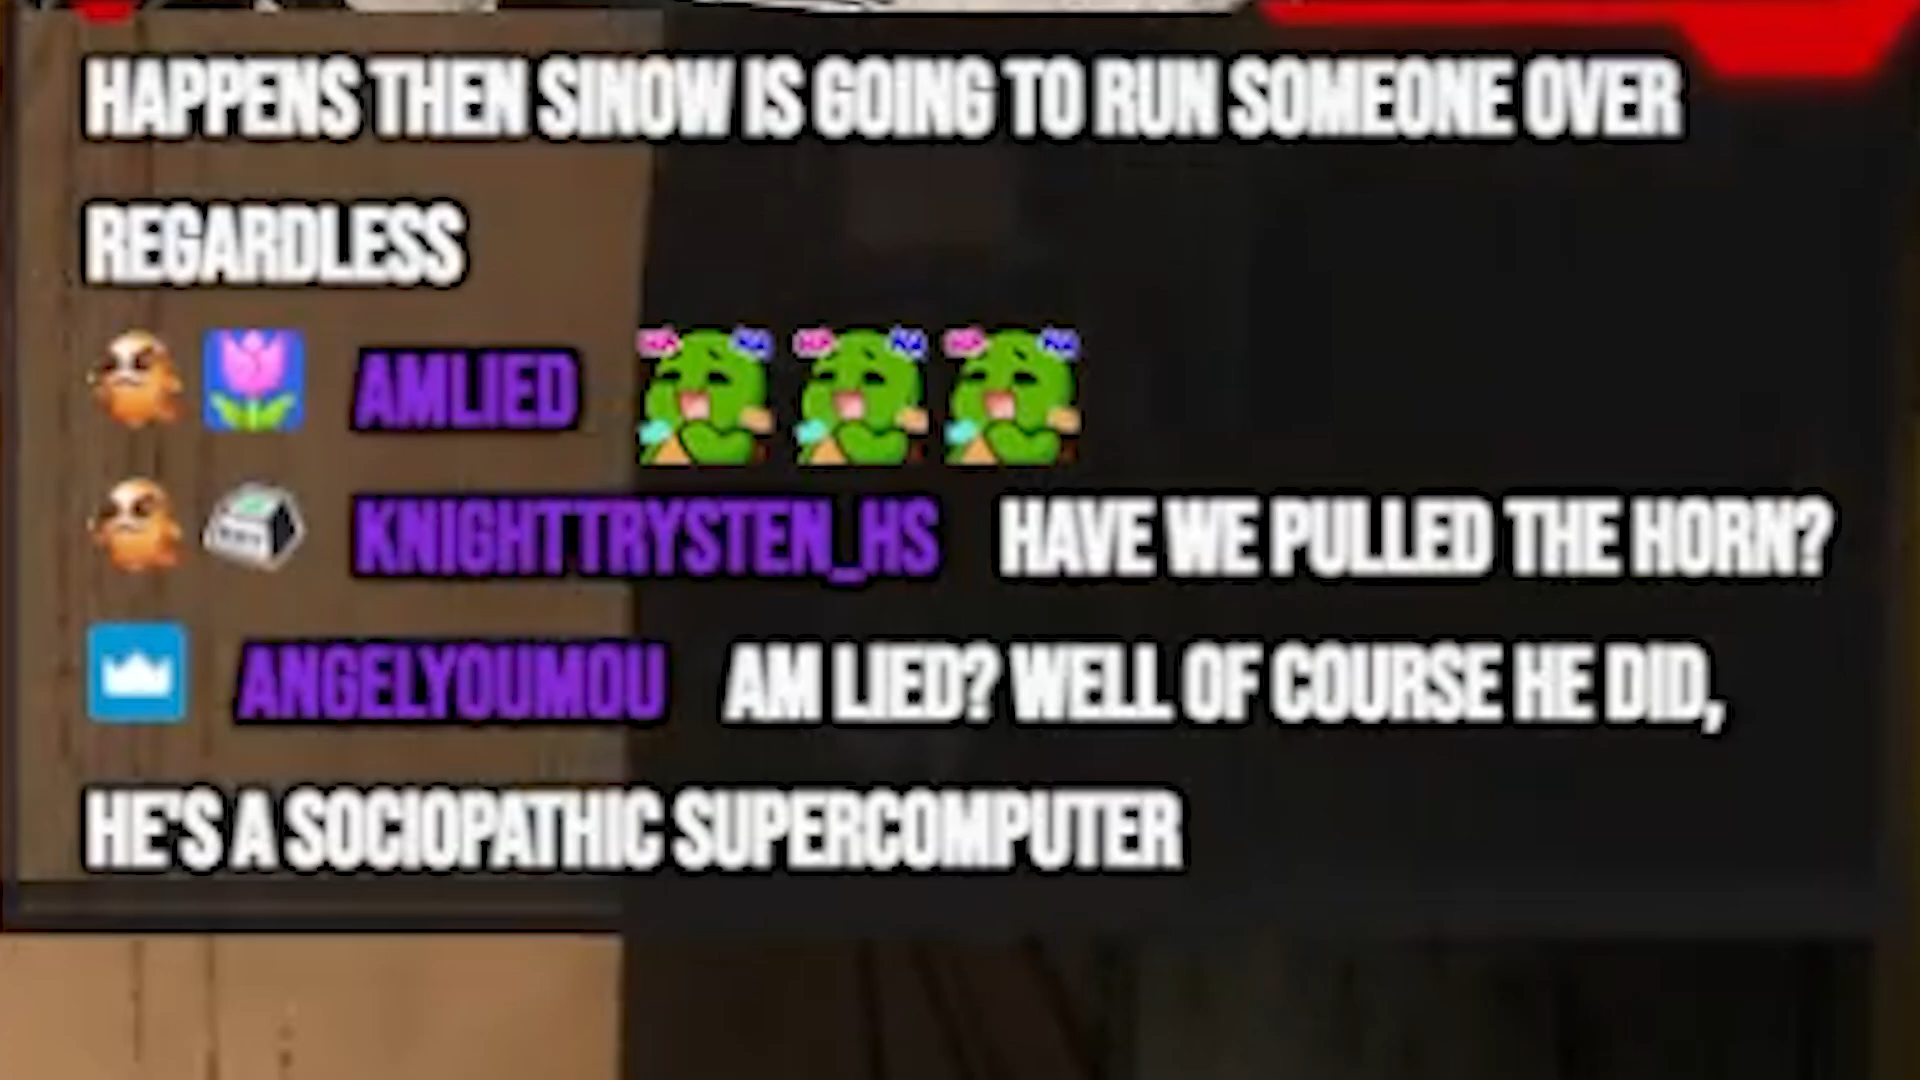 HAPPENS THEN SINOW IS GOING TO RUN SOMEONE OVER
REGARDLESS
AMLIED
KNIGHTTRYSTEN_HS HAVE WE PULLED THE HORN?
ANGELYOUMOU AM LIED? WELL OF COURSE HE DID,
HE'S A SOCIOPATHIC SUPERCOMPUTER